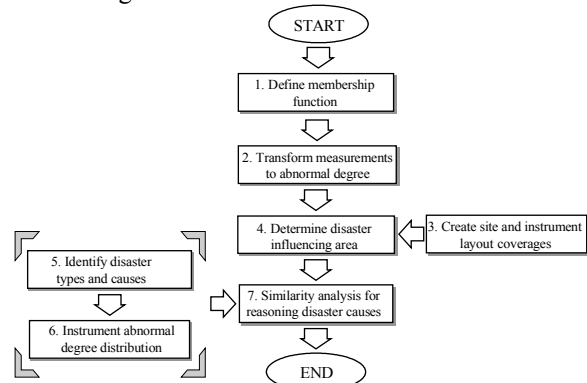 START
1. Define membership
function
2. Transform measurements
to abnormal degree
4. Determine disaster
influencing area
3. Create site and instrument
layout coverages
5. Identify disaster
types and causes
6. Instrument abnormal
degree distribution
7. Similarity analysis for
reasoning disaster causes
END